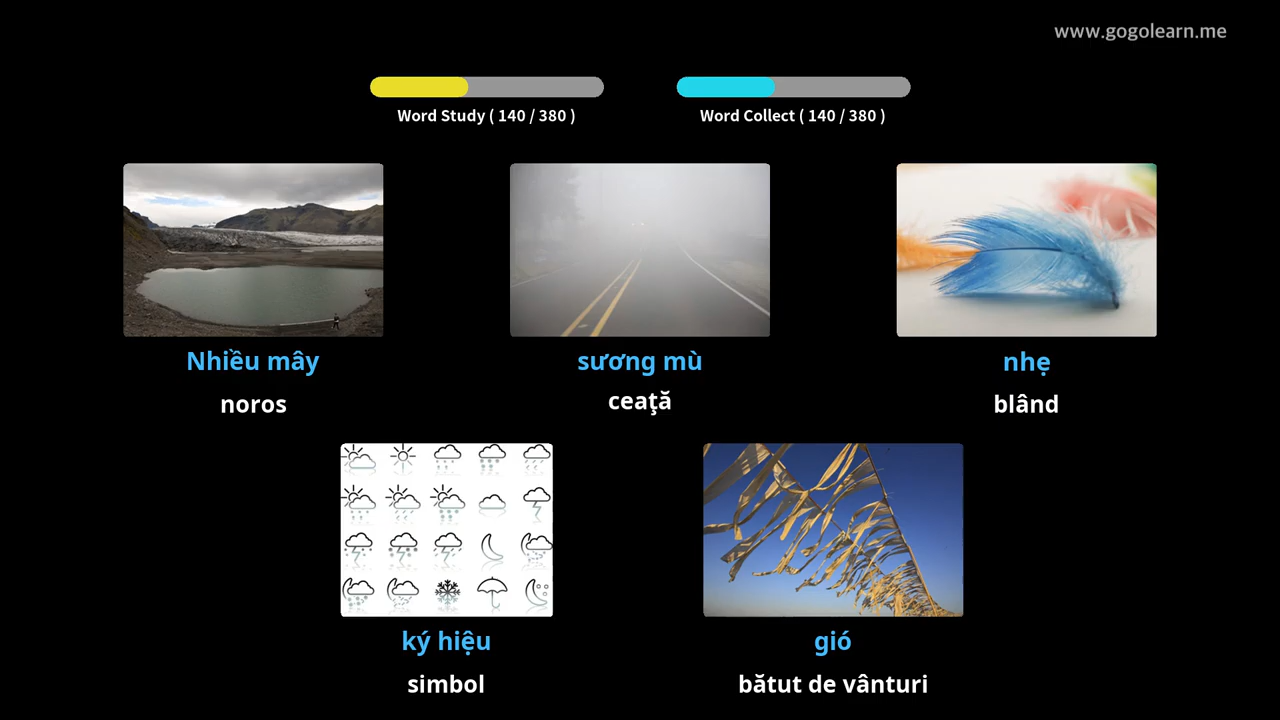 www.gogolearn.me
Word Study ( 140 / 380 )
Word Collect ( 140 / 380 )
Nhiều mây
sương mù
nhẹ
noros
ceaţă
blând
ký hiệu
gió
simbol
bătut de vânturi